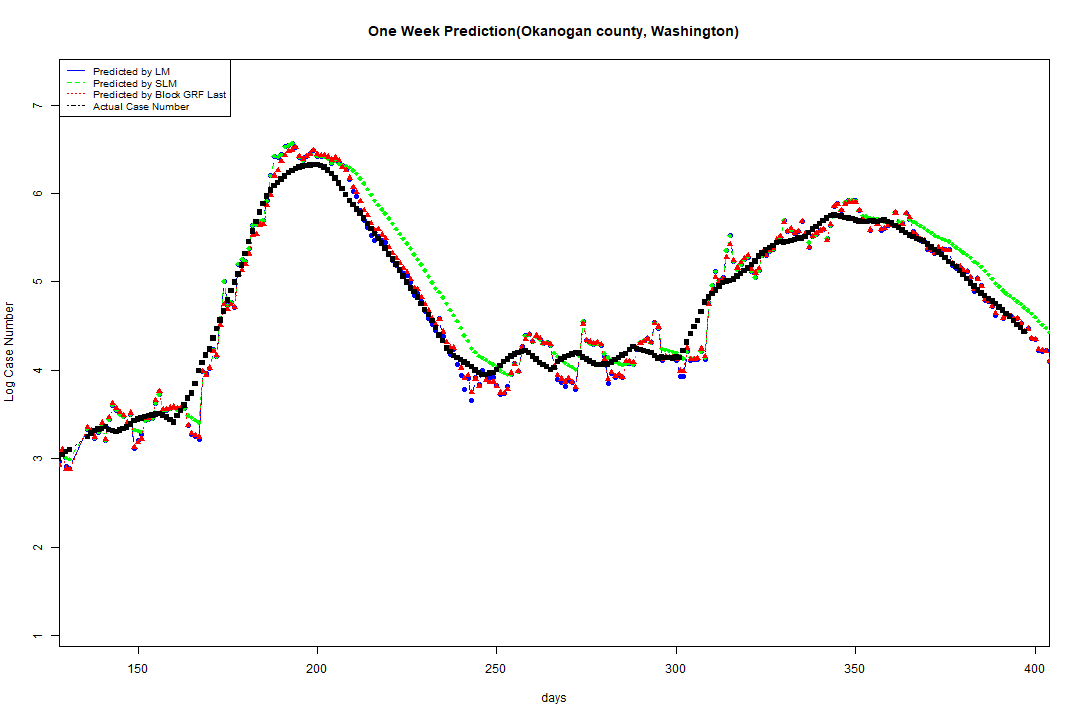 One Week Prediction(Okanogan county, Washington)
Predicted by LM
Predicted by SLM
Predicted by Block GRF Last
Actual Case Number
Log Case Number
7
6
5
4
3
2
1
150 200 250 300 350 400
days